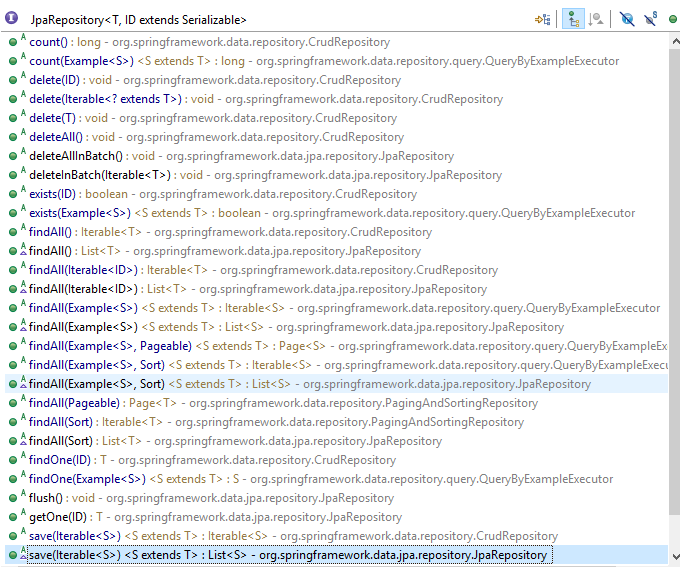 JpaRepository<T, ID extends Serializable>
count() : long - org.springframework.data.repository.CrudRepository
count(Example<S>) <S extends T> : long - org.springframework.data.repository.query.QueryByExampleExecutor
delete(ID) : void - org.springframework.data.repository.CrudRepository
delete(Iterable<? extends T>) : void - org.springframework.data.repository.CrudRepository
delete(T) : void - org.springframework.data.repository.CrudRepository
deleteAll() : void - org.springframework.data.repository.CrudRepository
deleteAllInBatch() : void - org.springframework.data.jpa.repository.JpaRepository
deleteInBatch(Iterable<T>) : void - org.springframework.data.jpa.repository.JpaRepository
exists(ID) : boolean - org.springframework.data.repository.CrudRepository
exists(Example<S>) <S extends T> : boolean - org.springframework.data.repository.query.QueryByExampleExecutor
findAll() : Iterable<T> - org.springframework.data.repository.CrudRepository
findAll() : List<T> - org.springframework.data.jpa.repository.JpaRepository
findAll(Iterable<ID>) : Iterable<T> - org.springframework.data.repository.CrudRepository
findAll(Iterable<ID>) : List<T> - org.springframework.data.jpa.repository.JpaRepository
findAll(Example<S>) <S extends T> : Iterable<S> - org.springframework.data.repository.query.QueryByExampleExecutor
findAll(Example<S>) <S extends T> : List<S> - org.springframework.data.jpa.repository.JpaRepository
findAll(Example<S>, Pageable) <S extends T> : Page<S> - org.springframework.data.repository.query.QueryByExampleExe
findAll(Example<S>, Sort) <S extends T> : Iterable<S> - org.springframework.data.repository.query.QueryByExampleExecu
findAll(Example<S>, Sort) <S extends T> : List<S> - org.springframework.data.jpa.repository.JpaRepository
findAll(Pageable) : Page<T> - org.springframework.data.repository.PagingAndSortingRepository
findAll(Sort) : Iterable<T> - org.springframework.data.repository.PagingAndSortingRepository
findAll(Sort) : List<T> - org.springframework.data.jpa.repository.JpaRepository
findOne(ID) : T - org.springframework.data.repository.CrudRepository
findOne(Example<S>) <S extends T> : S - org.springframework.data.repository.query.QueryByExampleExecutor
flush() : void - org.springframework.data.jpa.repository.JpaRepository
getOne(ID) : T - org.springframework.data.jpa.repository.JpaRepository
save(Iterable<S>) <S extends T> : Iterable<S> - org.springframework.data.repository.CrudRepository
save(Iterable<S>) <S extends T> : List<S> - org.springframework.data.jpa.repository.JpaRepository